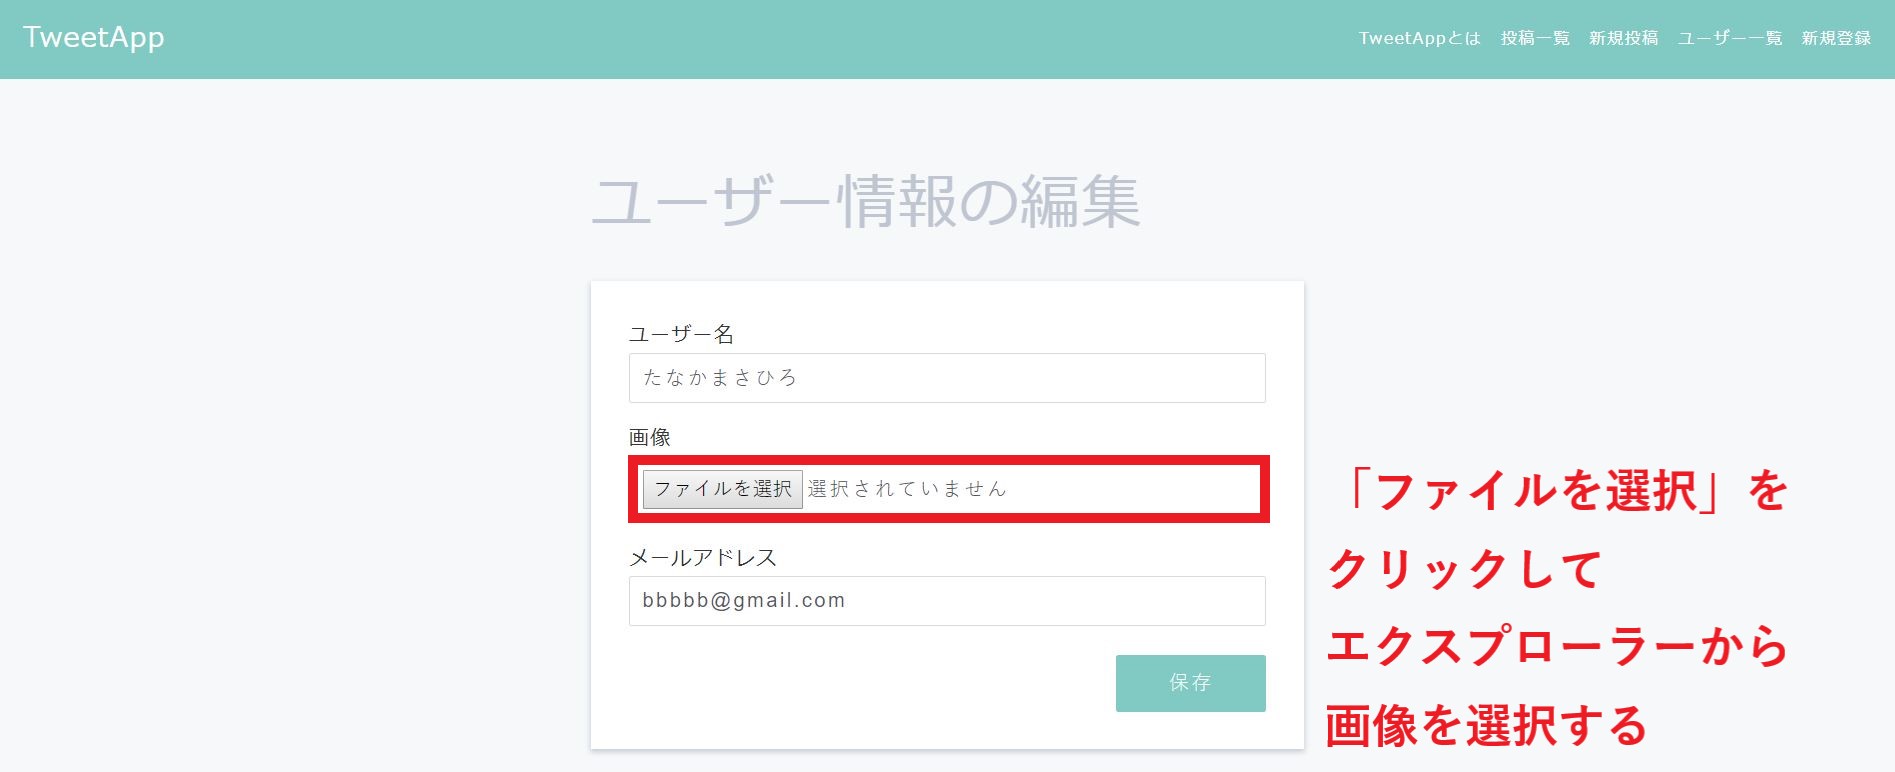 TweetApp
TweetAppとは 投稿一覧 新規投稿 ユーザー一覧 新規登録
ユーザー情報の編集
ユーザー名
たなかまさひろ
画像
ファイルを選択 選択されていません
メールアドレス
bbbbb@gmail.com
保存
「ファイルを選択」を
クリックして
エクスプローラーから
画像を選択する